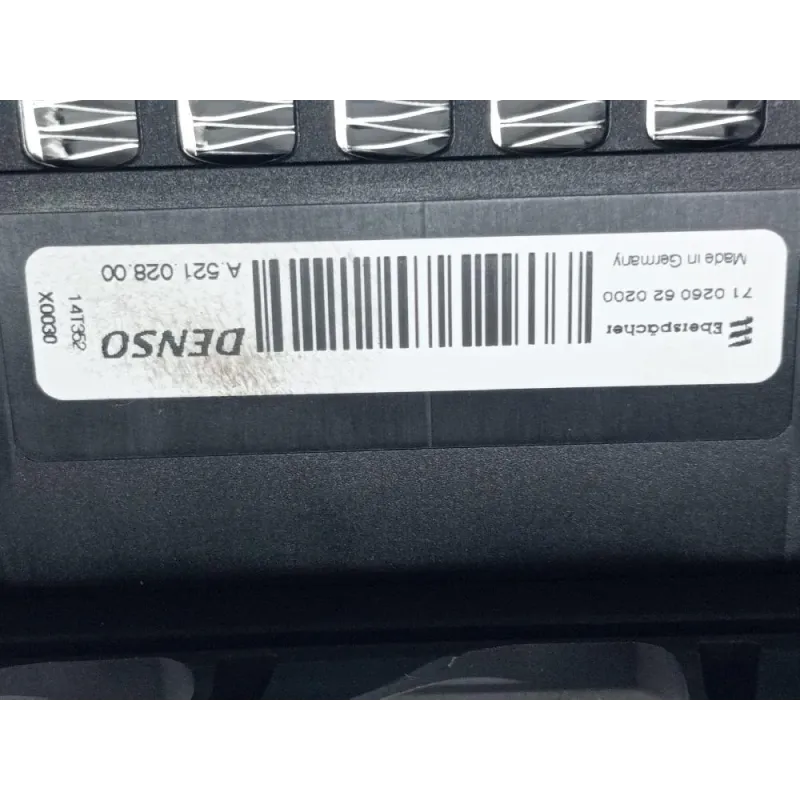 Eberspächer
71 0260 62 0200
Made in Germany
DENSO
A.521.028.00
14T352
X0030